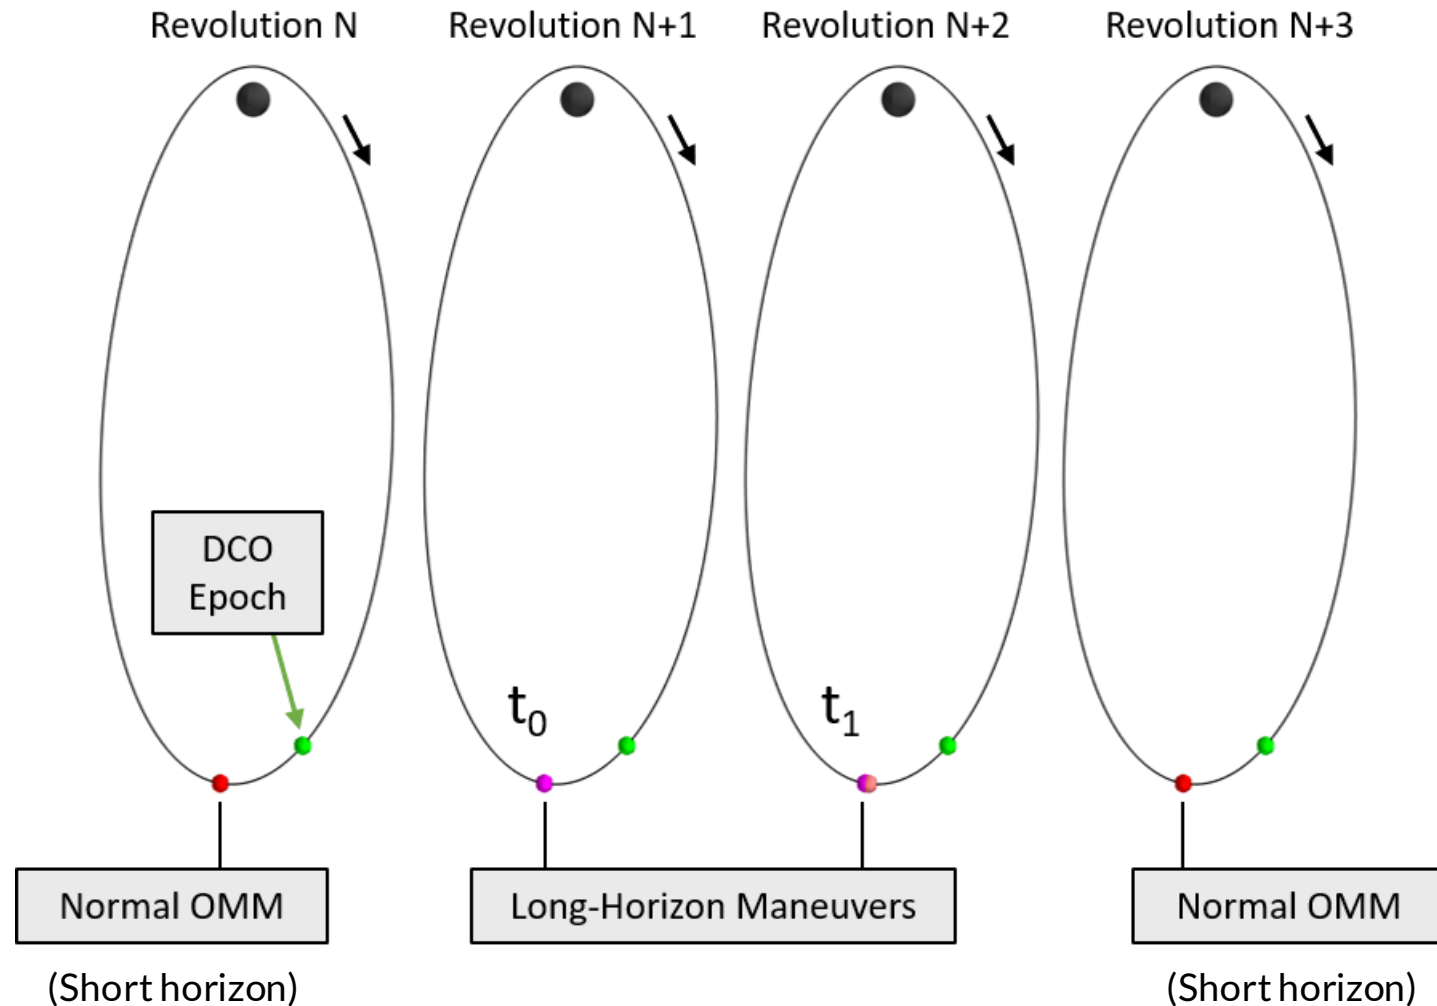 Revolution N
Revolution N+1
Revolution N+2
Revolution N+3
DCO
Epoch
t₀
t₁
Normal OMM
Long-Horizon Maneuvers
Normal OMM
(Short horizon)
(Short horizon)